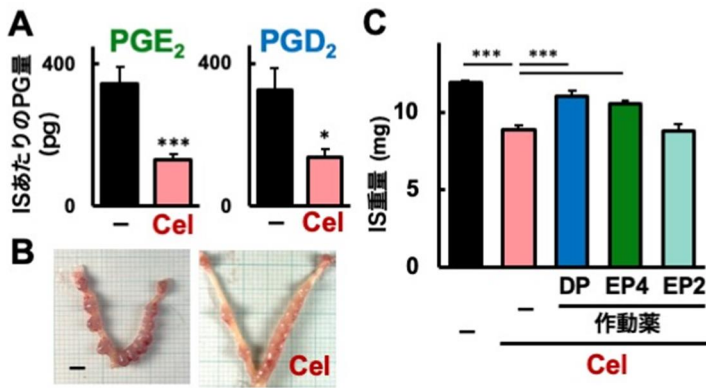 A
PGE2
PGD2
ISあたりのPG量
(pg)
400
0
***
–
Cel
400
0
*
–
Cel
B
Cel
C
IS重量 (mg)
10
5
0
***
***
DP
EP4
EP2
–
–
作動薬
Cel